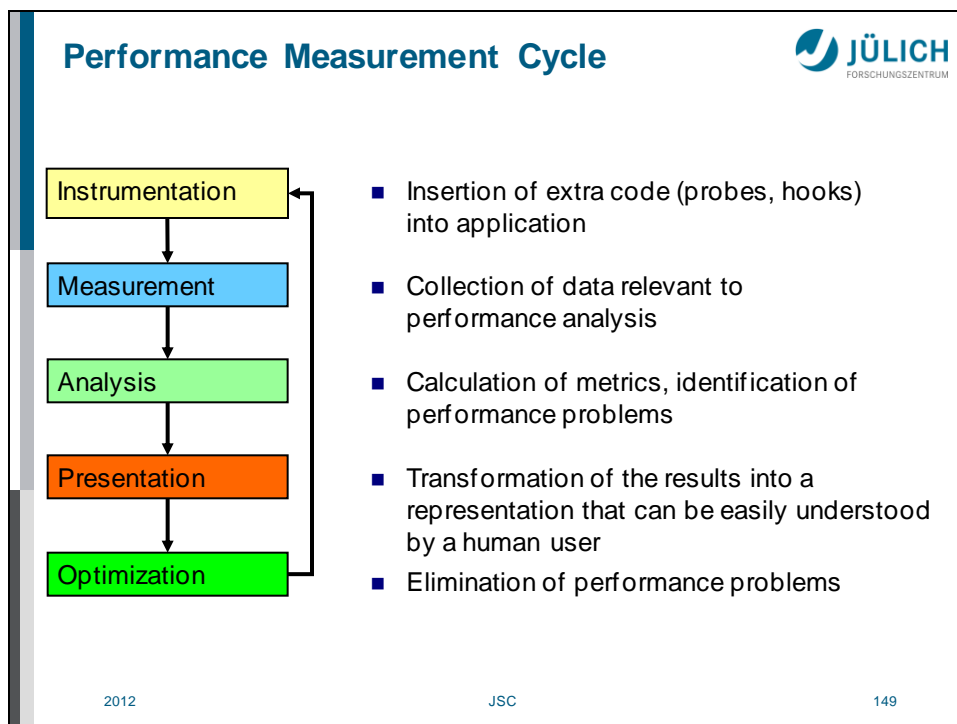 Performance Measurement Cycle
JÜLICH
FORSCHUNGSZENTRUM
Instrumentation
Insertion of extra code (probes, hooks)
into application
Measurement
Collection of data relevant to
performance analysis
Analysis
Calculation of metrics, identification of
performance problems
Presentation
Transformation of the results into a
representation that can be easily understood
by a human user
Optimization
Elimination of performance problems
2012
JSC
149